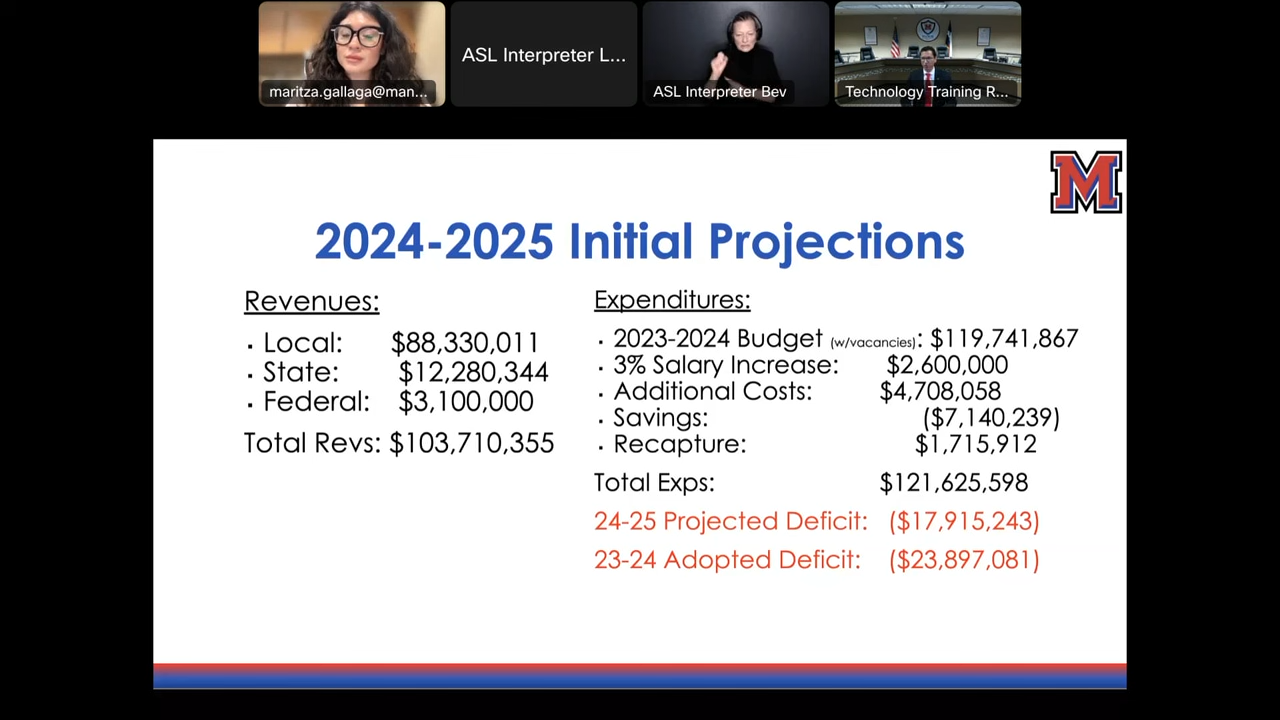 maritza.gallaga@man...
ASL Interpreter L...
ASL Interpreter Bev
Technology Training R...
M
2024-2025 Initial Projections
Revenues:
· Local: $88,330,011
· State: $12,280,344
· Federal: $3,100,000
Total Revs: $103,710,355
Expenditures:
· 2023-2024 Budget (w/vacancies): $119,741,867
· 3% Salary Increase: $2,600,000
· Additional Costs: $4,708,058
· Savings: ($7,140,239)
· Recapture: $1,715,912
Total Exps: $121,625,598
24-25 Projected Deficit: ($17,915,243)
23-24 Adopted Deficit: ($23,897,081)